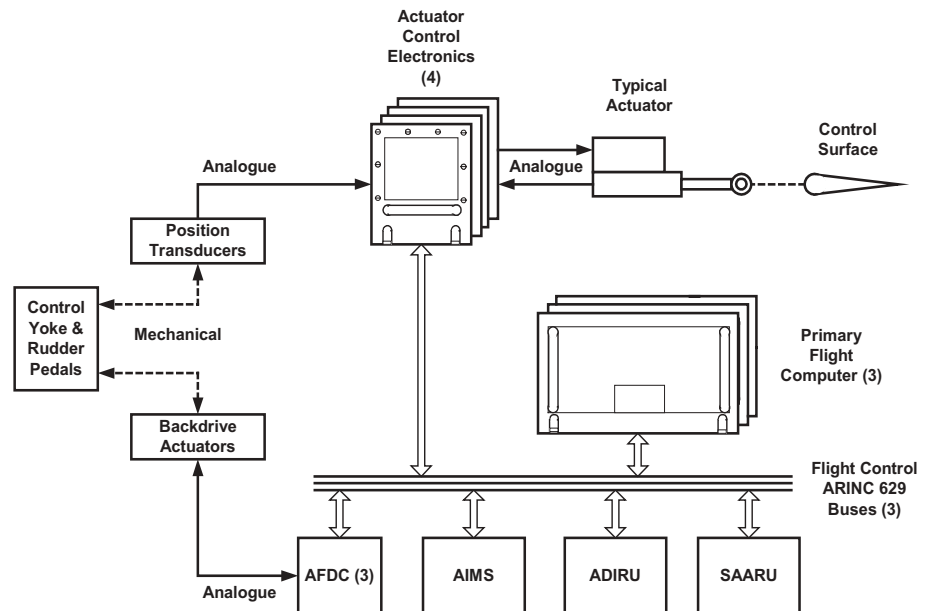 Actuator
Control
Electronics
(4)
Typical
Actuator
Control
Surface
Analogue
Analogue
Position
Transducers
Control
Yoke &
Rudder
Pedals
Mechanical
Primary
Flight
Computer (3)
Backdrive
Actuators
Flight Control
ARINC 629
Buses (3)
AFDC (3)
AIMS
ADIRU
SAARU
Analogue